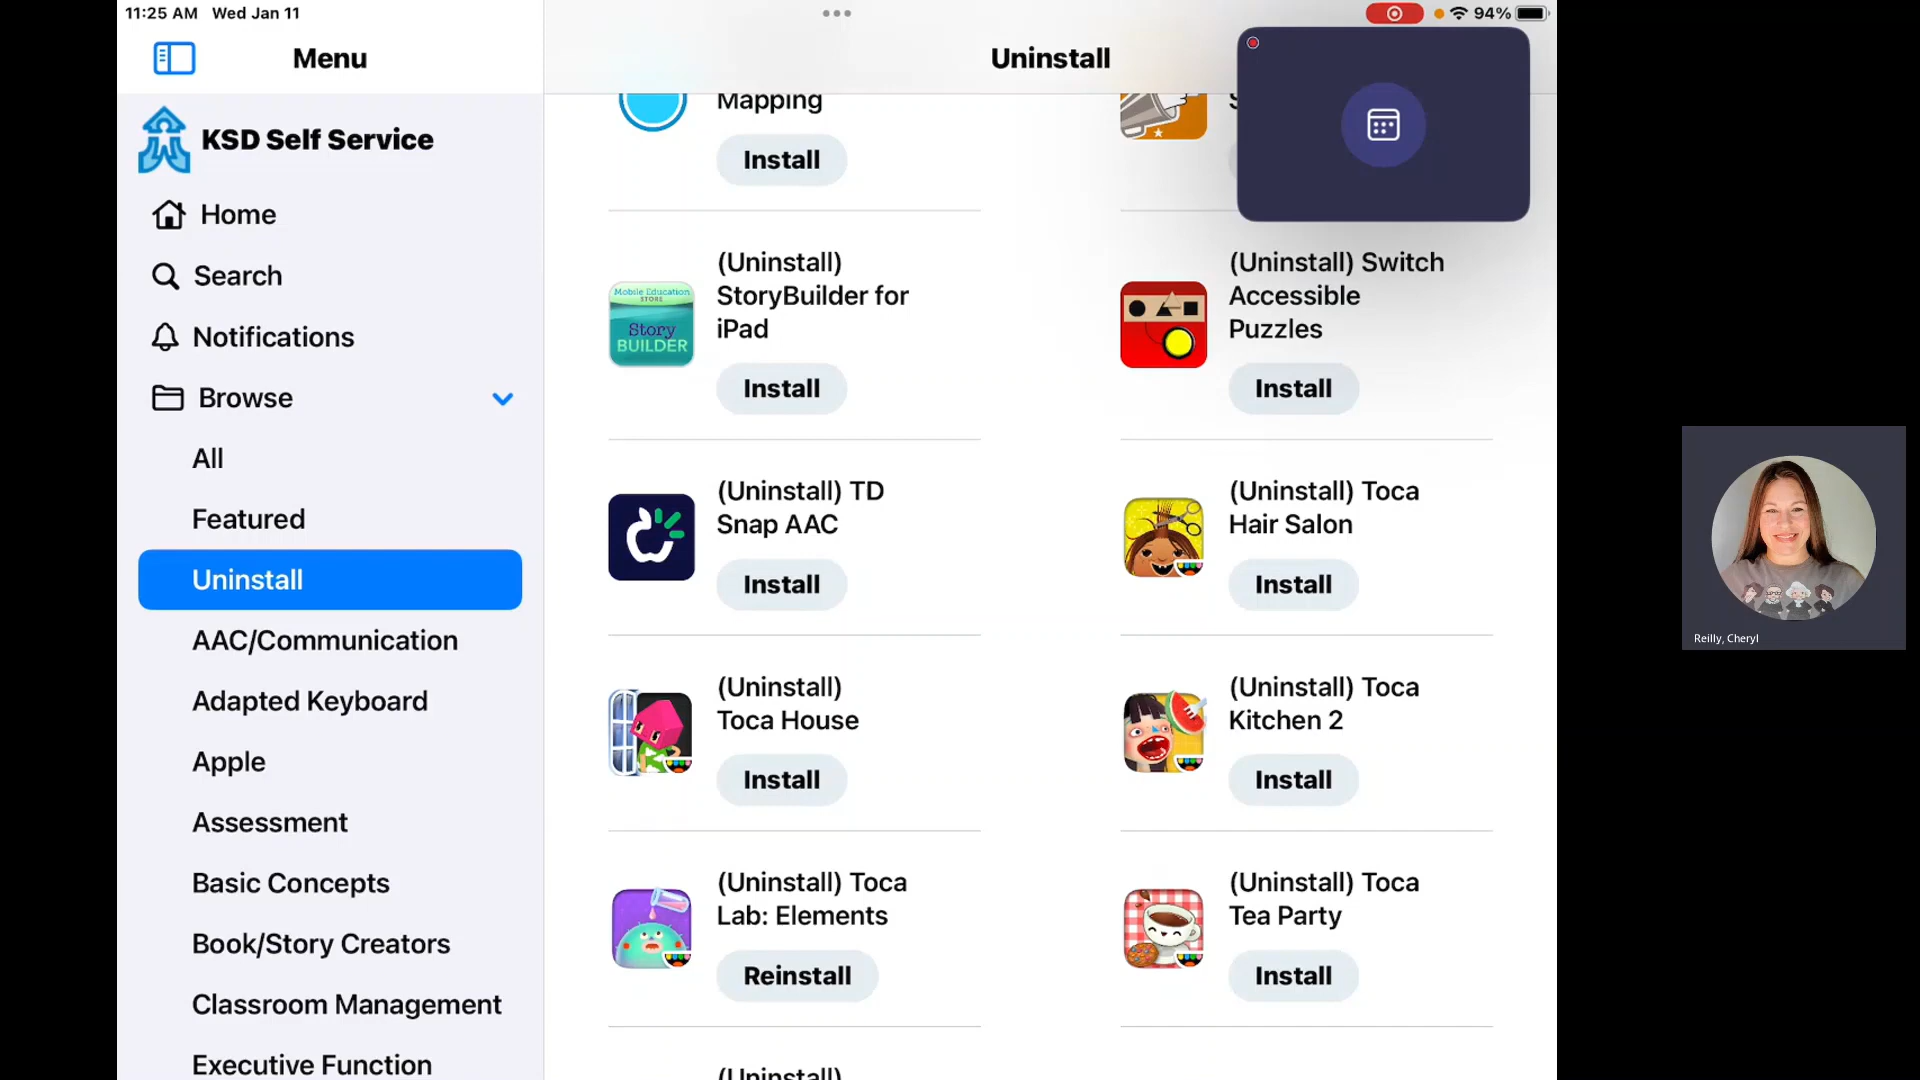 11:25 AM Wed Jan 11
94%
Menu
Uninstall
KSD Self Service
Home
Search
Notifications
Browse
All
Featured
Uninstall
AAC/Communication
Adapted Keyboard
Apple
Assessment
Basic Concepts
Book/Story Creators
Classroom Management
Executive Function
Mapping
Install
Mobile Education
STORE
Story
BUILDER
(Uninstall)
StoryBuilder for
iPad
Install
(Uninstall) Switch
Accessible
Puzzles
Install
(Uninstall) TD
Snap AAC
Install
(Uninstall) Toca
Hair Salon
Install
(Uninstall)
Toca House
Install
(Uninstall) Toca
Kitchen 2
Install
(Uninstall) Toca
Lab: Elements
Reinstall
(Uninstall) Toca
Tea Party
Install
(Uninstall)
Reilly, Cheryl